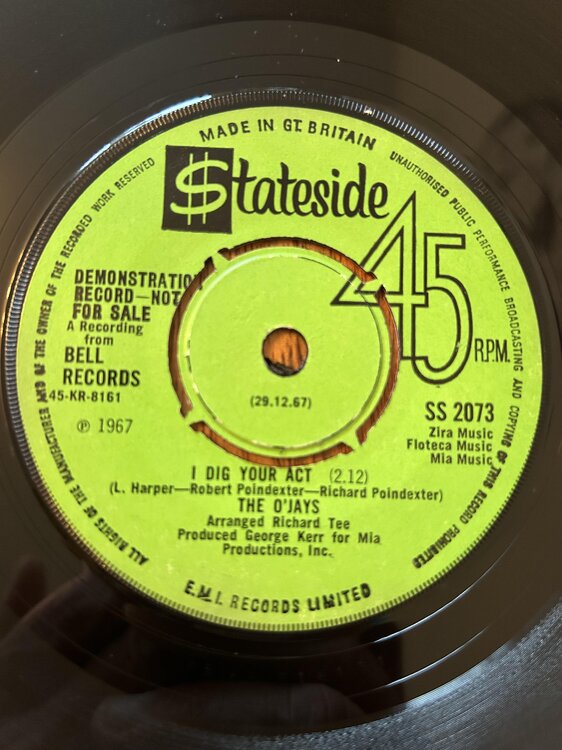 MADE IN GT. BRITAIN
$tateside
45
R.P.M.
DEMONSTRATION
RECORD—NOT
FOR SALE
A Recording
from
BELL
RECORDS
45-KR-8161
℗ 1967
(29.12.67)
SS 2073
Zira Music
Floteca Music
Mia Music
I DIG YOUR ACT (2.12)
(L. Harper—Robert Poindexter—Richard Poindexter)
THE O'JAYS
Arranged Richard Tee
Produced George Kerr for Mia
Productions, Inc.
E.M.I. RECORDS LIMITED
ALL RIGHTS OF THE MANUFACTURER AND OF THE OWNER OF THE RECORDED WORK RESERVED
UNAUTHORISED PUBLIC PERFORMANCE BROADCASTING AND COPYING OF THIS RECORD PROHIBITED